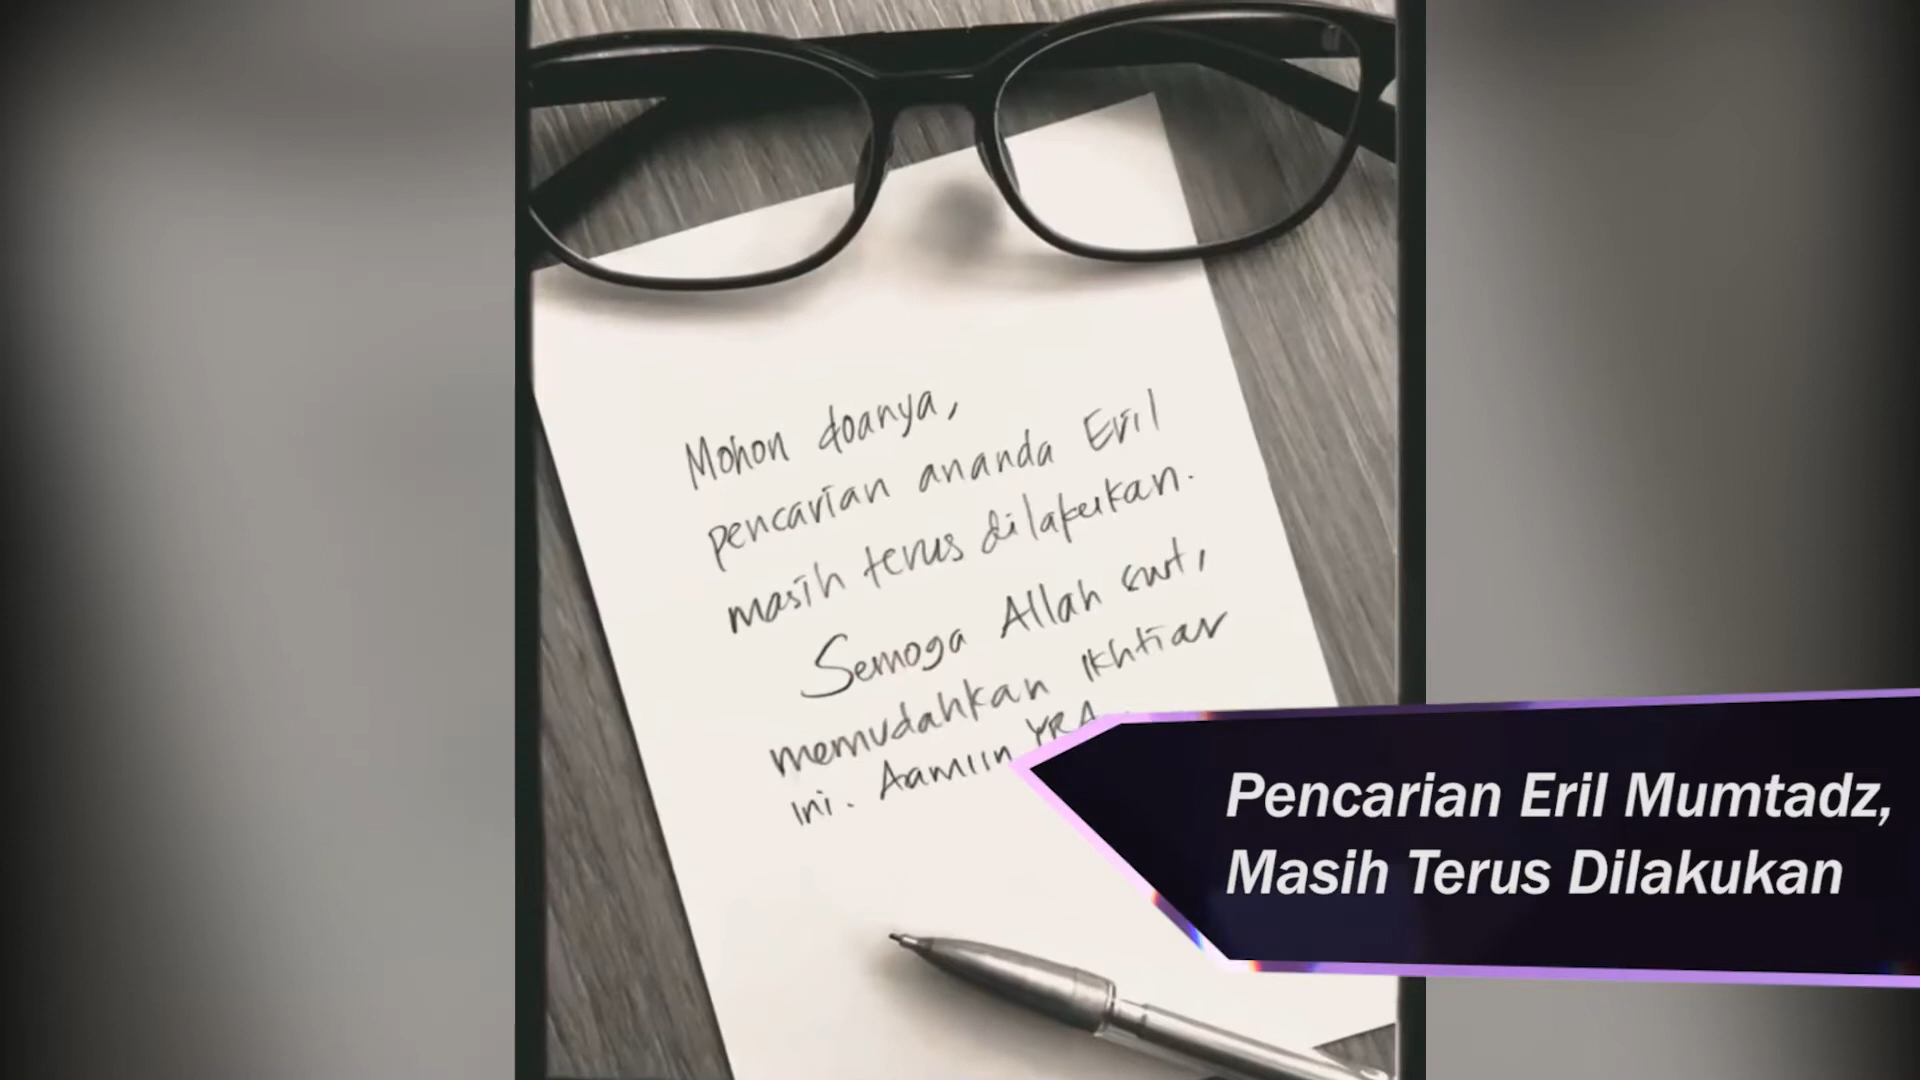 Mohon doanya,
pencarian ananda Eril
masih terus dilakukan.
Semoga Allah swt,
memudahkan Ikhtiar
ini. Aamiin YRA.
Pencarian Eril Mumtadz,
Masih Terus Dilakukan